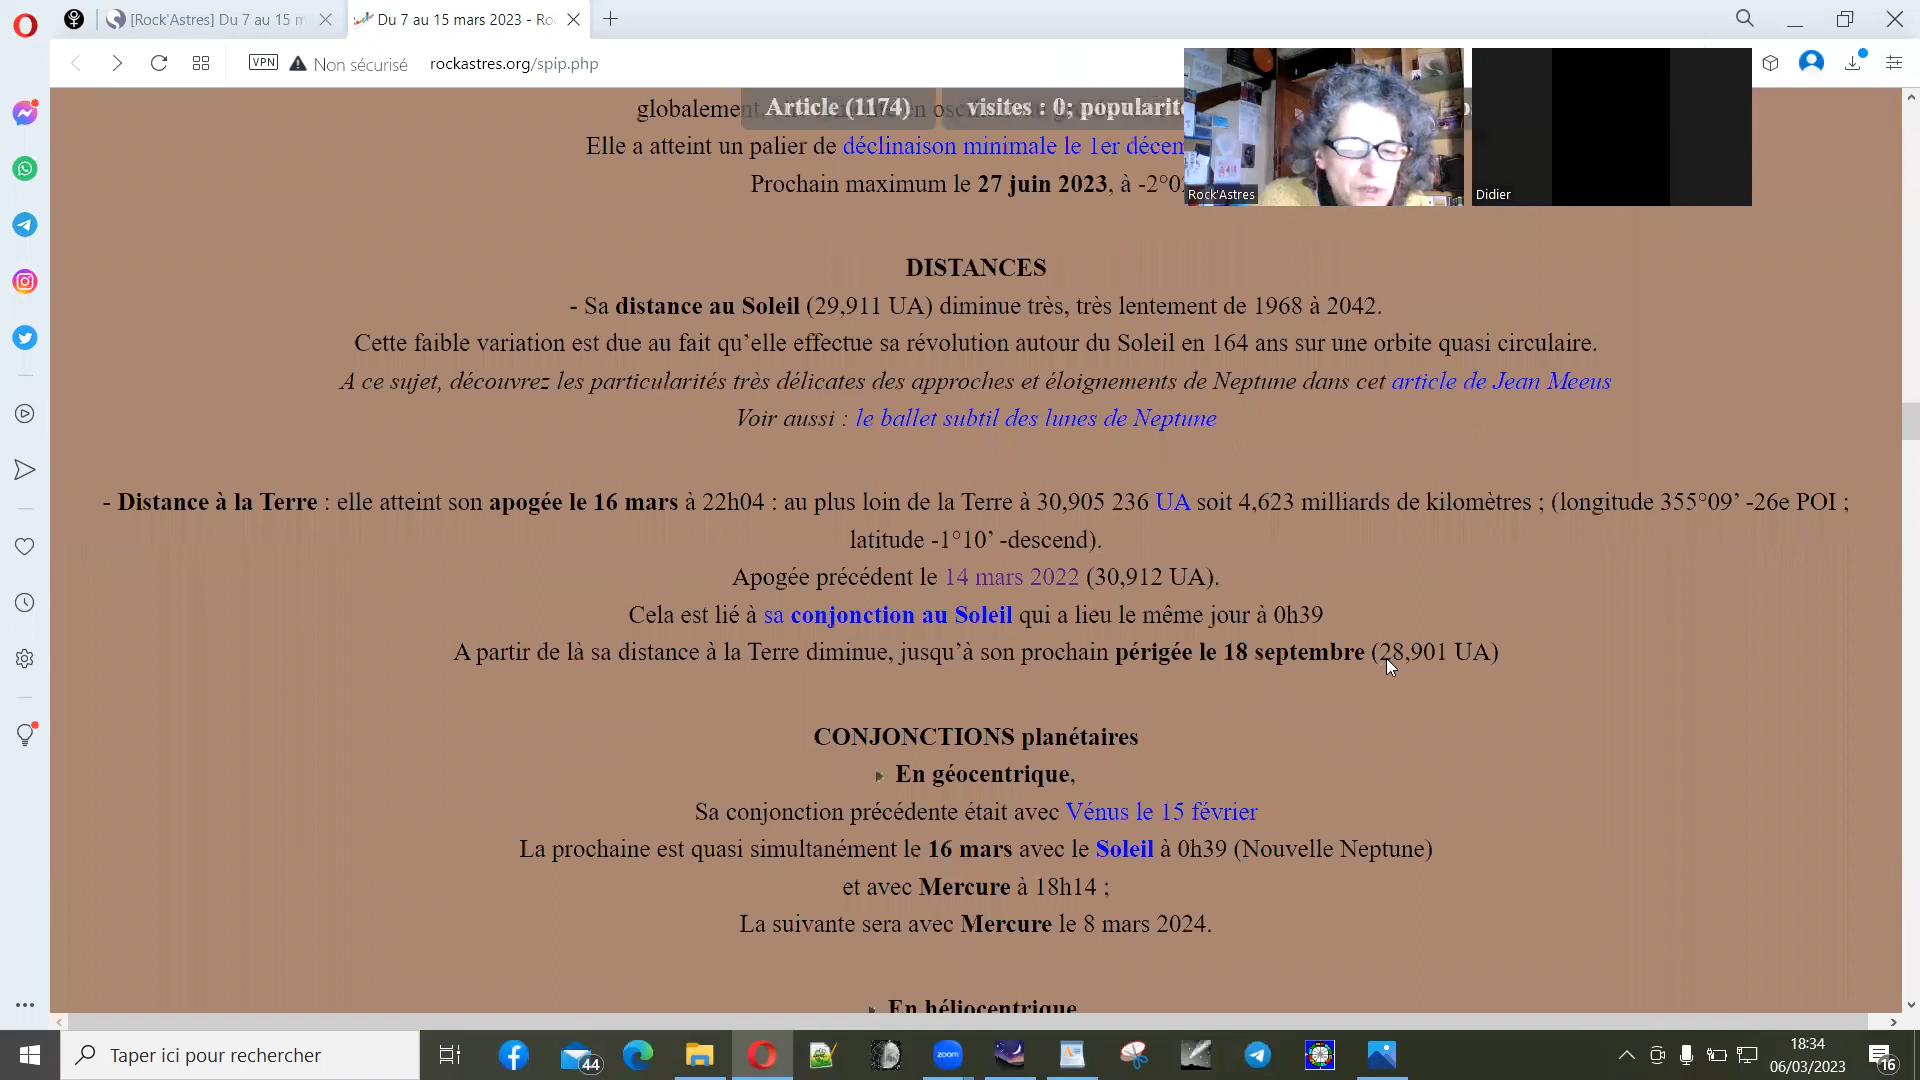 [Rock'Astres] Du 7 au 15 m
Du 7 au 15 mars 2023 - Ro
VPN
Non sécurisé
rockastres.org/spip.php
Article (1174)
visites : 0; popularité
globalement
Elle a atteint un palier de déclinaison minimale le 1er décem
Prochain maximum le 27 juin 2023, à -2°0
Rock'Astres
Didier
DISTANCES
- Sa distance au Soleil (29,911 UA) diminue très, très lentement de 1968 à 2042.
Cette faible variation est due au fait qu’elle effectue sa révolution autour du Soleil en 164 ans sur une orbite quasi circulaire.
A ce sujet, découvrez les particularités très délicates des approches et éloignements de Neptune dans cet article de Jean Meeus
Voir aussi : le ballet subtil des lunes de Neptune
- Distance à la Terre : elle atteint son apogée le 16 mars à 22h04 : au plus loin de la Terre à 30,905 236 UA soit 4,623 milliards de kilomètres ; (longitude 355°09’ -26e POI ;
latitude -1°10’ -descend).
Apogée précédent le 14 mars 2022 (30,912 UA).
Cela est lié à sa conjonction au Soleil qui a lieu le même jour à 0h39
A partir de là sa distance à la Terre diminue, jusqu’à son prochain périgée le 18 septembre (28,901 UA)
CONJONCTIONS planétaires
En géocentrique,
Sa conjonction précédente était avec Vénus le 15 février
La prochaine est quasi simultanément le 16 mars avec le Soleil à 0h39 (Nouvelle Neptune)
et avec Mercure à 18h14 ;
La suivante sera avec Mercure le 8 mars 2024.
En héliocentrique
Taper ici pour rechercher
44
zoom
18:34
06/03/2023
16